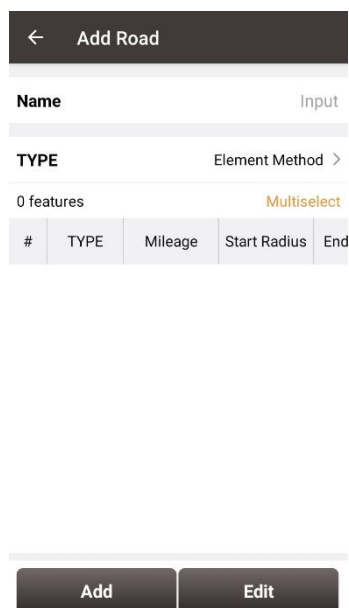 Add Road
Name Input
TYPE Element Method
0 features Multiselect
# TYPE Mileage Start Radius End
Add Edit